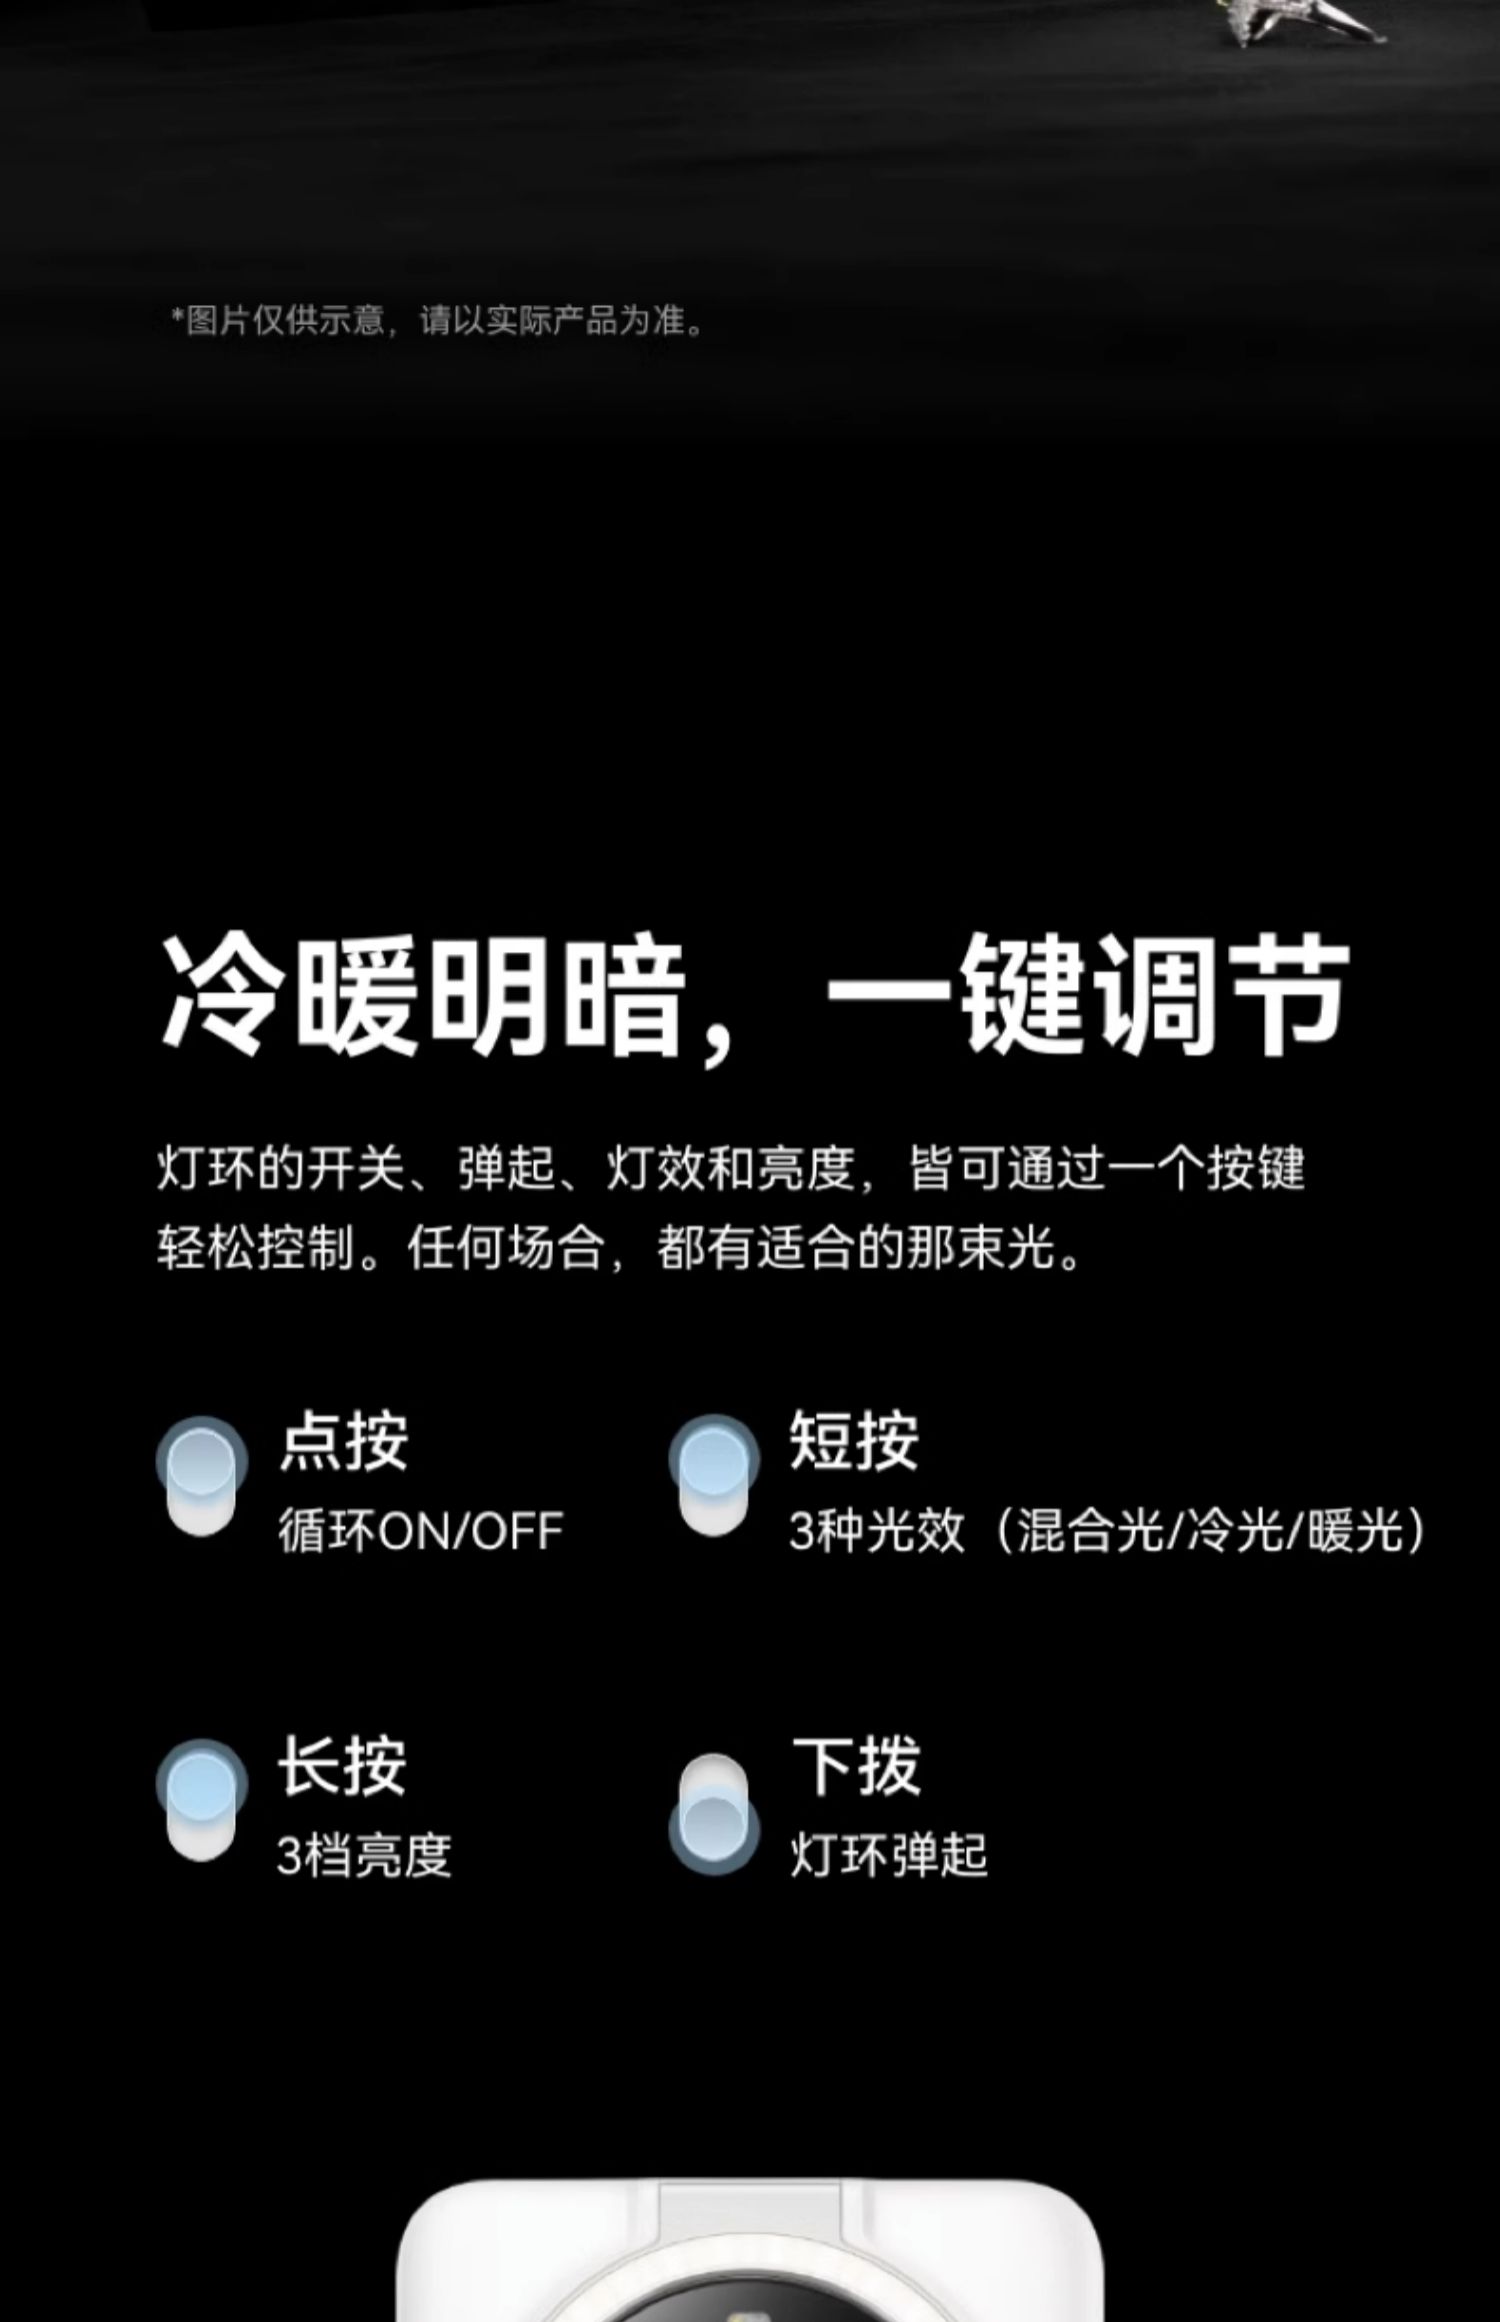 *图片仅供示意，请以实际产品为准。
冷暖明暗，一键调节
灯环的开关、弹起、灯效和亮度，皆可通过一个按键
轻松控制。任何场合，都有适合的那束光。
点按
循环ON/OFF
短按
3种光效（混合光/冷光/暖光）
长按
3档亮度
下拨
灯环弹起